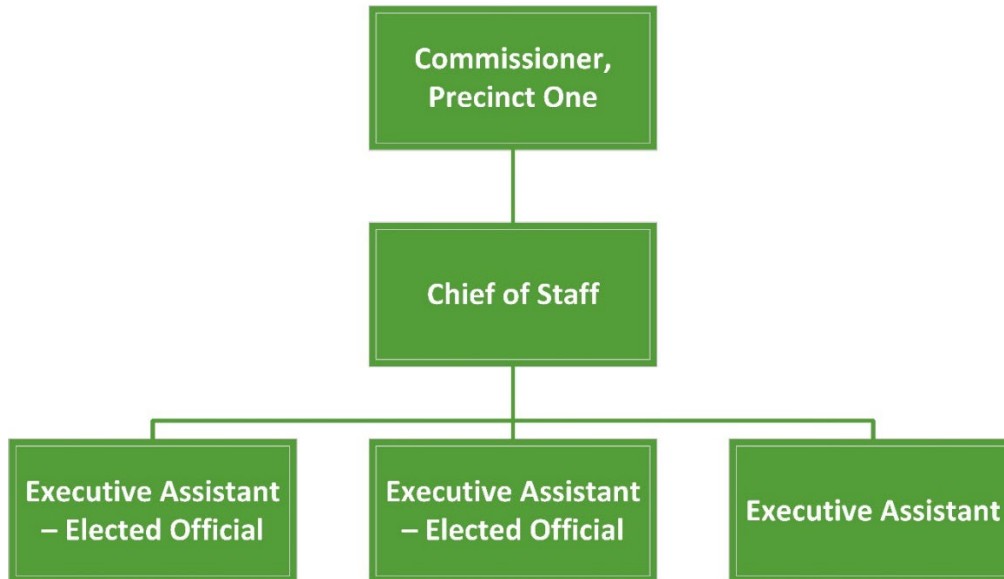 Commissioner,
Precinct One
Chief of Staff
Executive Assistant
– Elected Official
Executive Assistant
– Elected Official
Executive Assistant